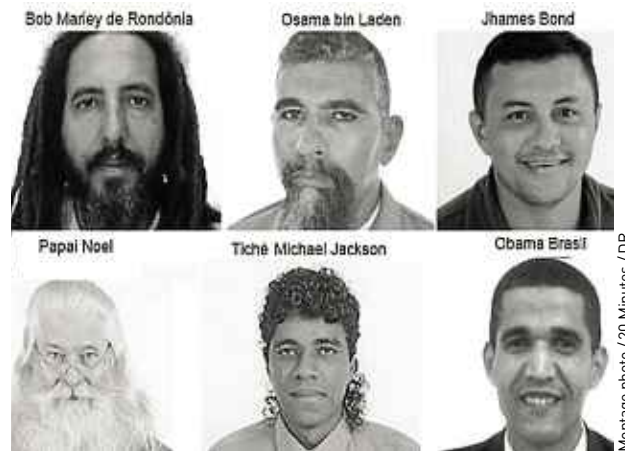 Bob Marley de Rondônia
Osama bin Laden
Jhames Bond
Papai Noel
Tiché Michael Jackson
Obama Brasil
Montage photo / 20 Minutes / DR